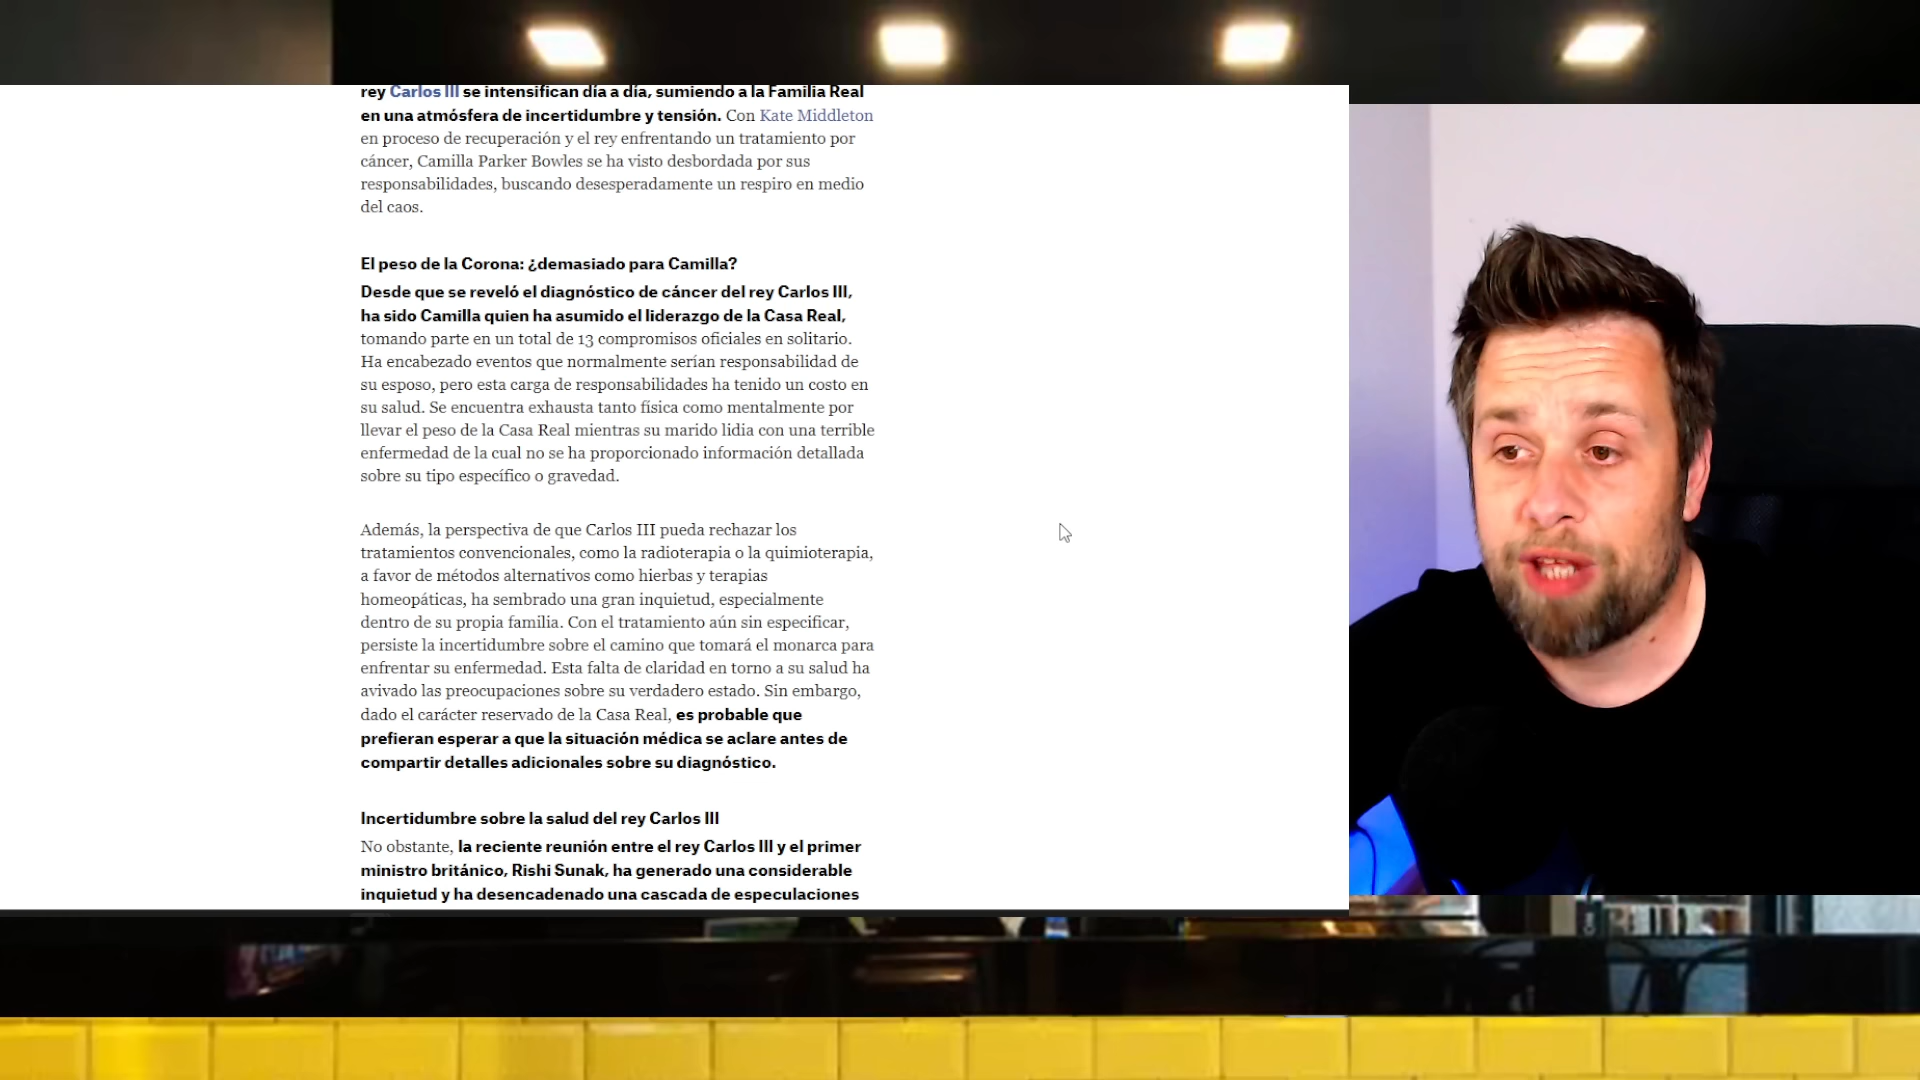 rey Carlos III se intensifican día a día, sumiendo a la Familia Real
en una atmósfera de incertidumbre y tensión. Con Kate Middleton
en proceso de recuperación y el rey enfrentando un tratamiento por
cáncer, Camilla Parker Bowles se ha visto desbordada por sus
responsabilidades, buscando desesperadamente un respiro en medio
del caos.
El peso de la Corona: ¿demasiado para Camilla?
Desde que se reveló el diagnóstico de cáncer del rey Carlos III,
ha sido Camilla quien ha asumido el liderazgo de la Casa Real,
tomando parte en un total de 13 compromisos oficiales en solitario.
Ha encabezado eventos que normalmente serían responsabilidad de
su esposo, pero esta carga de responsabilidades ha tenido un costo en
su salud. Se encuentra exhausta tanto física como mentalmente por
llevar el peso de la Casa Real mientras su marido lidia con una terrible
enfermedad de la cual no se ha proporcionado información detallada
sobre su tipo específico o gravedad.
Además, la perspectiva de que Carlos III pueda rechazar los
tratamientos convencionales, como la radioterapia o la quimioterapia,
a favor de métodos alternativos como hierbas y terapias
homeopáticas, ha sembrado una gran inquietud, especialmente
dentro de su propia familia. Con el tratamiento aún sin especificar,
persiste la incertidumbre sobre el camino que tomará el monarca para
enfrentar su enfermedad. Esta falta de claridad en torno a su salud ha
avivado las preocupaciones sobre su verdadero estado. Sin embargo,
dado el carácter reservado de la Casa Real, es probable que
prefieran esperar a que la situación médica se aclare antes de
compartir detalles adicionales sobre su diagnóstico.
Incertidumbre sobre la salud del rey Carlos III
No obstante, la reciente reunión entre el rey Carlos III y el primer
ministro británico, Rishi Sunak, ha generado una considerable
inquietud y ha desencadenado una cascada de especulaciones